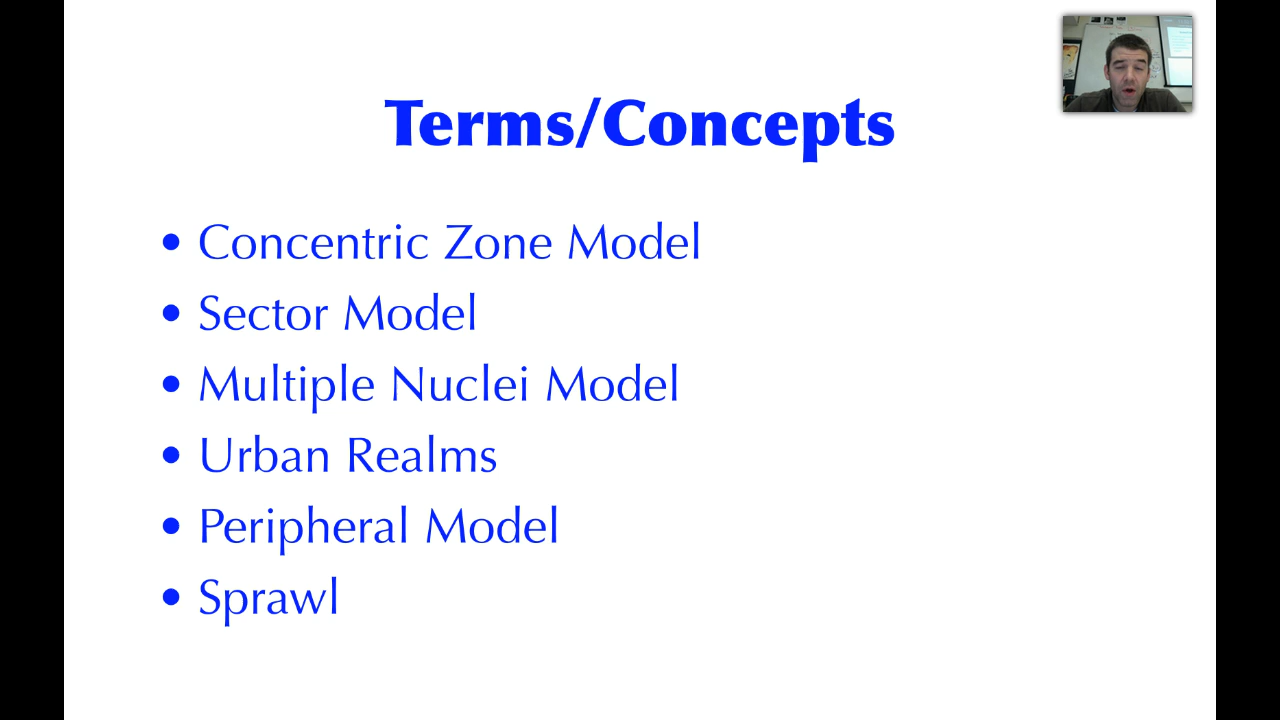 Terms/Concepts
• Concentric Zone Model
• Sector Model
• Multiple Nuclei Model
• Urban Realms
• Peripheral Model
• Sprawl